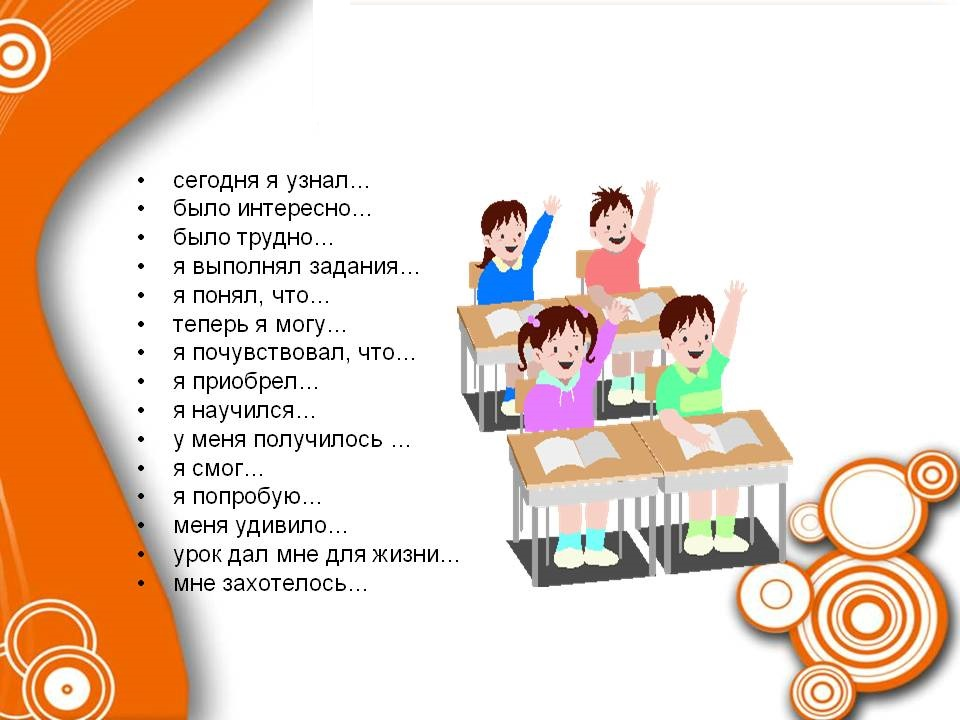 • сегодня я узнал…
• было интересно…
• было трудно…
• я выполнял задания…
• я понял, что…
• теперь я могу…
• я почувствовал, что…
• я приобрел…
• я научился…
• у меня получилось …
• я смог…
• я попробую…
• меня удивило…
• урок дал мне для жизни…
• мне захотелось…